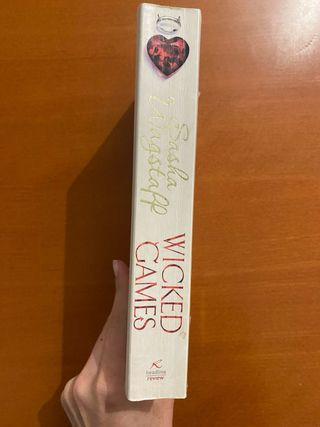 Sasha
Wagstaff
WICKED
GAMES
headline
review